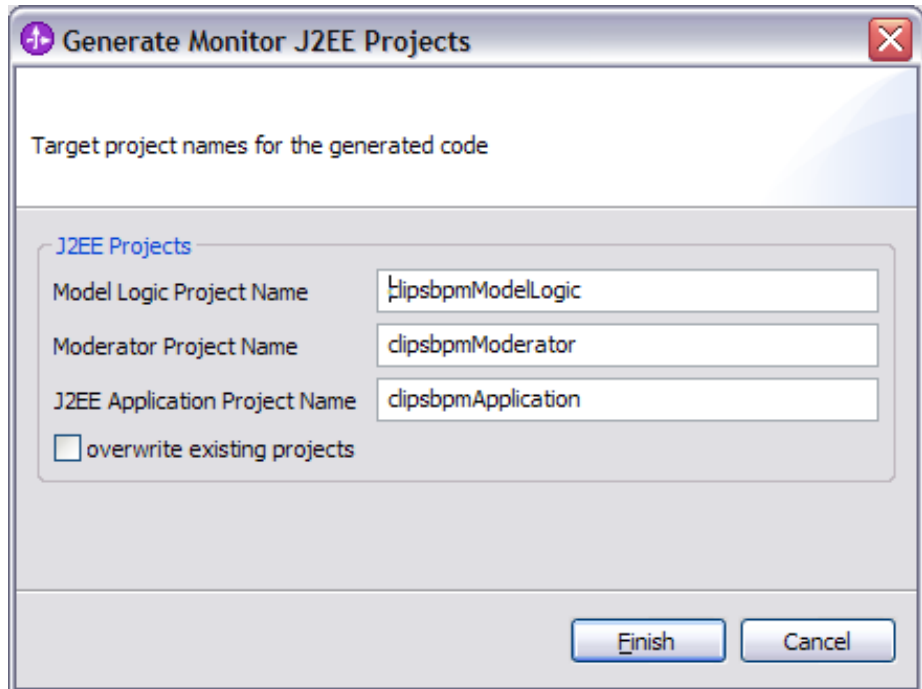 Generate Monitor J2EE Projects
Target project names for the generated code
J2EE Projects
Model Logic Project Name clipsbpmModelLogic
Moderator Project Name clipsbpmModerator
J2EE Application Project Name clipsbpmApplication
overwrite existing projects
Finish Cancel